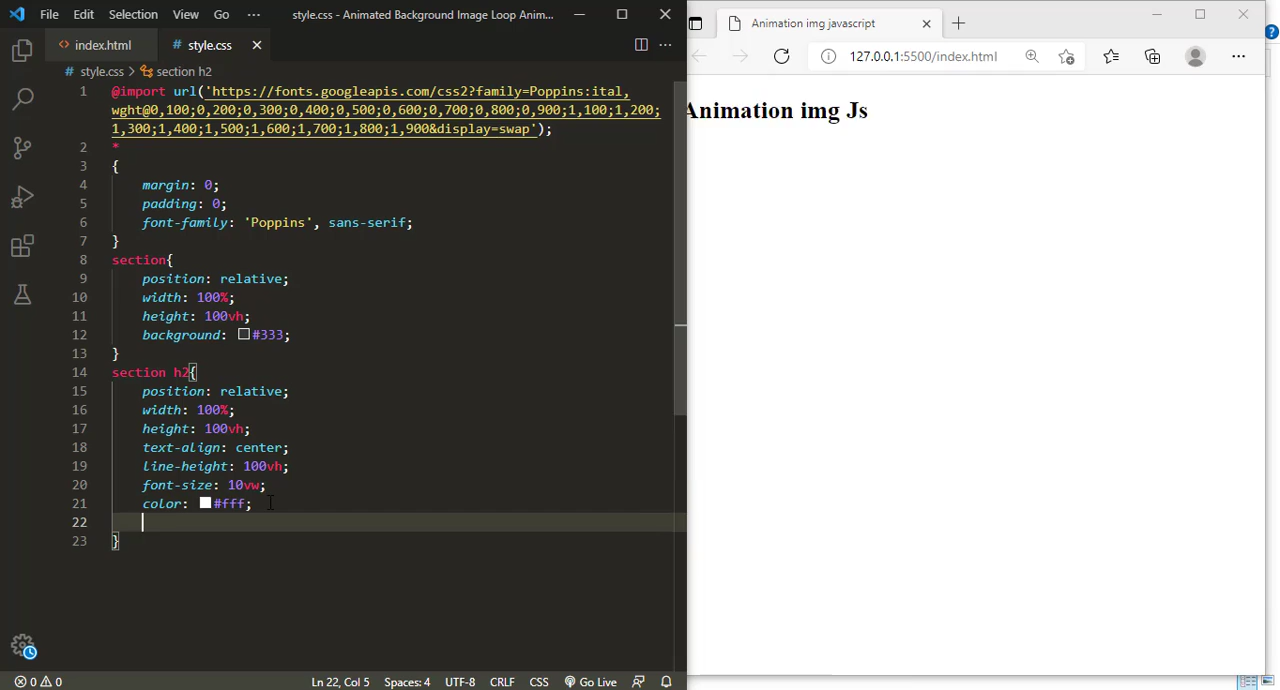 File Edit Selection View Go ··· style.css - Animated Background Image Loop Anim...
index.html
style.css
style.css > section h2
1 @import url('https://fonts.googleapis.com/css2?family=Poppins:ital,
wght@0,100;0,200;0,300;0,400;0,500;0,600;0,700;0,800;0,900;1,100;1,200;
1,300;1,400;1,500;1,600;1,700;1,800;1,900&display=swap');
2 *
3 {
4 margin: 0;
5 padding: 0;
6 font-family: 'Poppins', sans-serif;
7 }
8 section{
9 position: relative;
10 width: 100%;
11 height: 100vh;
12 background: #333;
13 }
14 section h2{
15 position: relative;
16 width: 100%;
17 height: 100vh;
18 text-align: center;
19 line-height: 100vh;
20 font-size: 10vw;
21 color: #fff;
22
23 }
0 0 Ln 22, Col 5 Spaces: 4 UTF-8 CRLF CSS Go Live
Animation img javascript
127.0.0.1:5500/index.html
Animation img Js